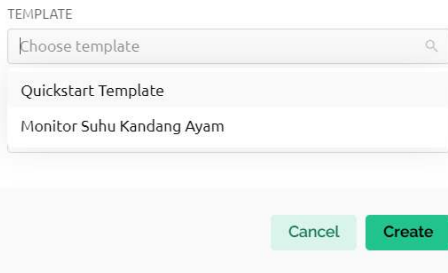 TEMPLATE
Choose template
Quickstart Template
Monitor Suhu Kandang Ayam
Cancel Create